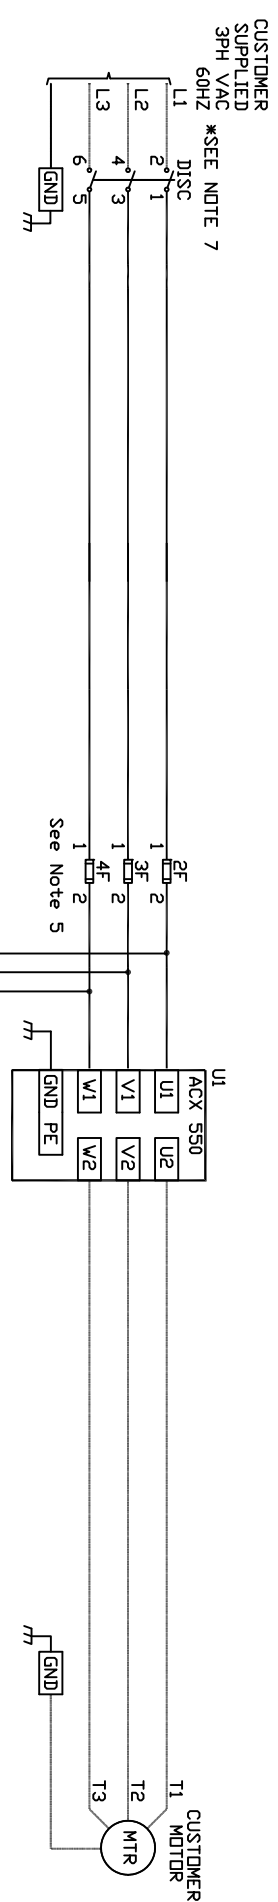 CUSTOMER
SUPPLIED
3PH VAC
60HZ
*SEE NOTE 7
L1
L2
L3
GND
DISC
2 1
4 3
6 5
1 2F 2
1 3F 2
1 4F 2
See Note 5
U1
ACX 550
U1 U2
V1 V2
W1 W2
GND PE
GND
T1
T2
T3
CUSTOMER
MOTOR
MTR